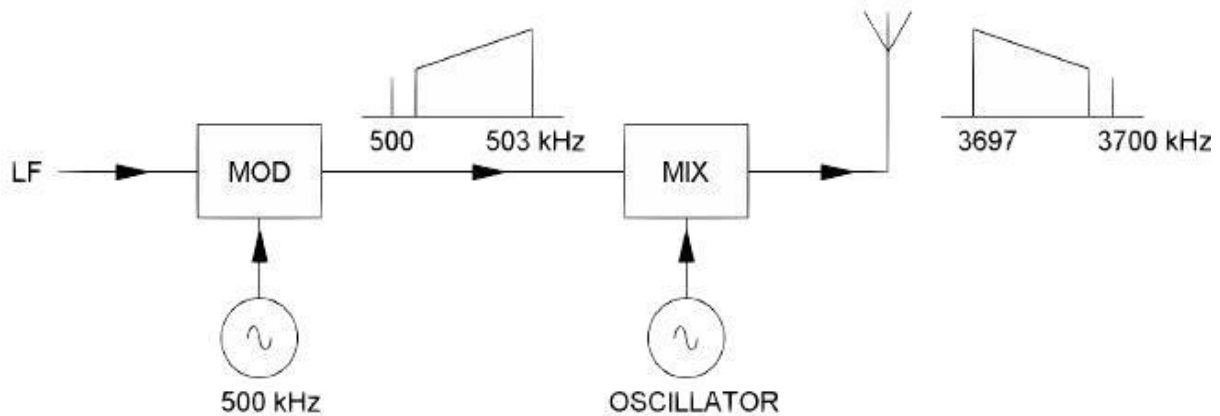 500 503 kHz
3697 3700 kHz
LF MOD MIX
500 kHz OSCILLATOR